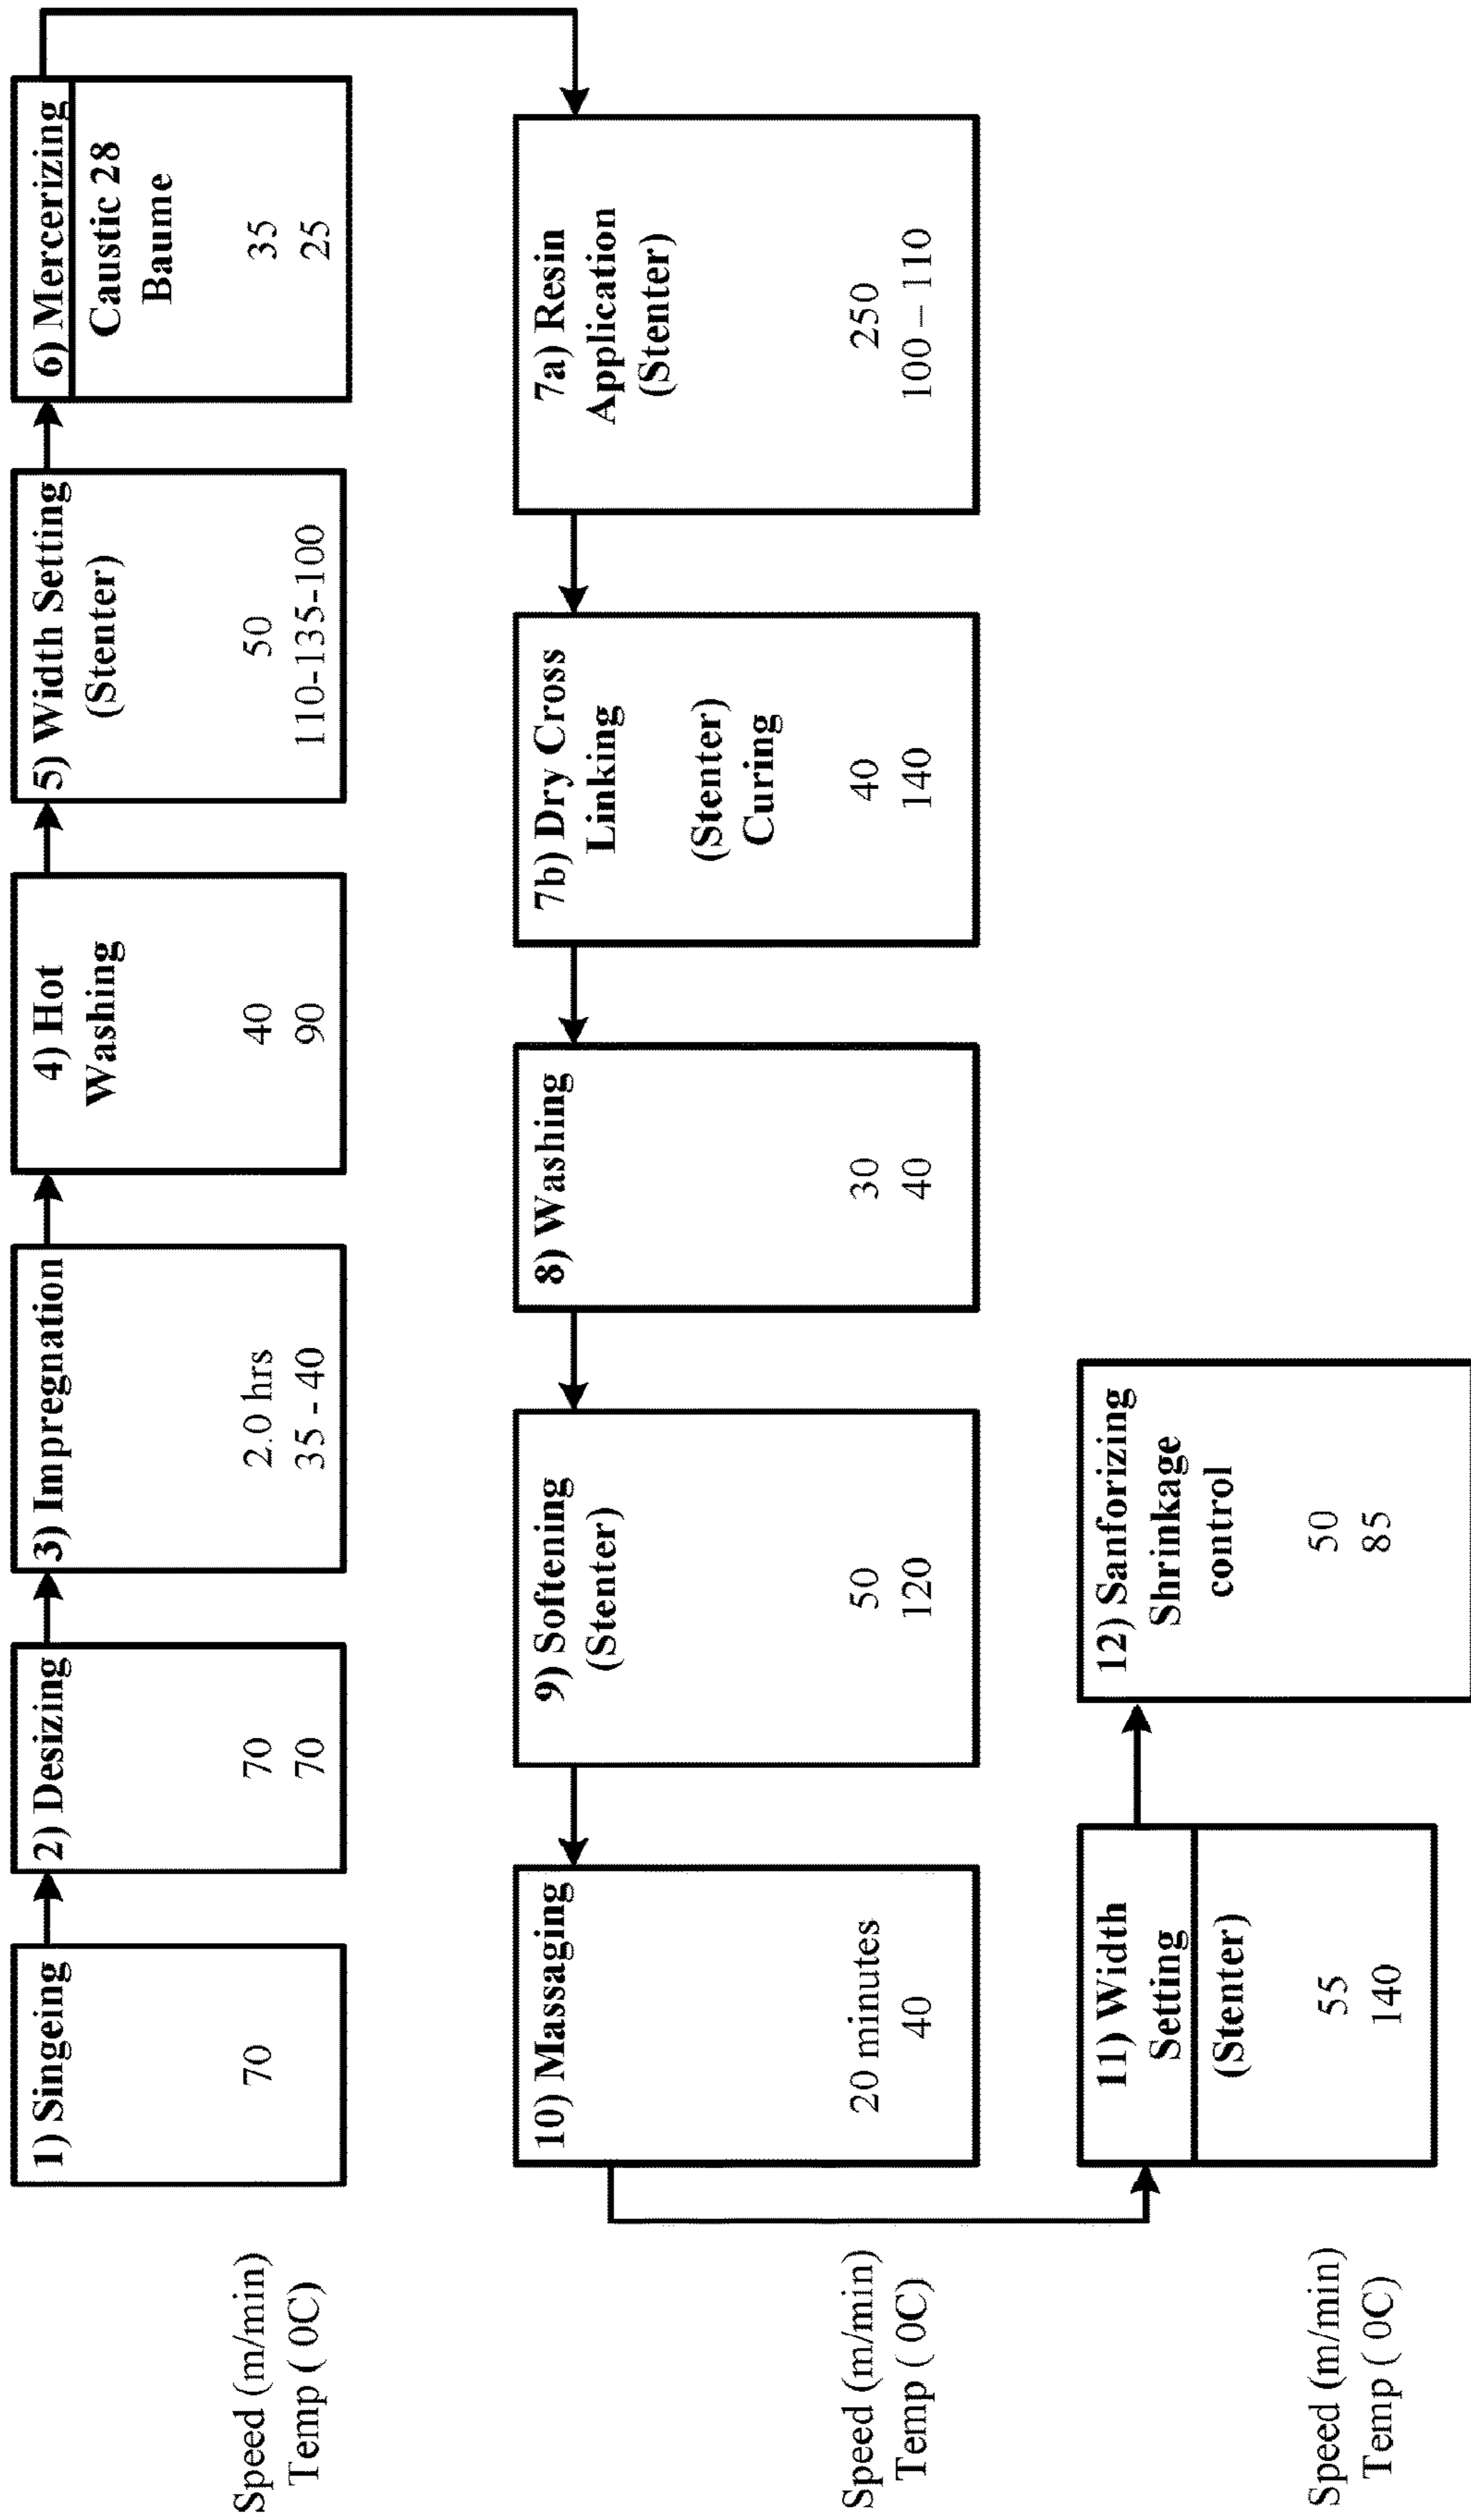 1) Singeing
70
2) Desizing
70
70
3) Impregnation
2.0 hrs
35 - 40
4) Hot
Washing
40
90
5) Width Setting
(Stenter)
50
110-135-100
6) Mercerizing
Caustic 28
Baume
35
25
Speed (m/min)
Temp ( 0C)
7a) Resin
Application
(Stenter)
250
100 – 110
7b) Dry Cross
Linking
(Stenter)
Curing
40
140
8) Washing
30
40
9) Softening
(Stenter)
50
120
10) Massaging
20 minutes
40
Speed (m/min)
Temp ( 0C)
11) Width
Setting
(Stenter)
55
140
12) Sanforizing
Shrinkage
control
50
85
Speed (m/min)
Temp ( 0C)